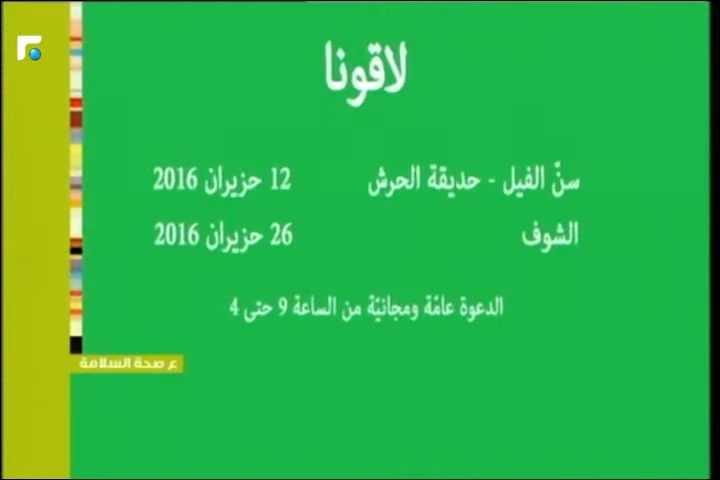 لاقونا
سنّ الفيل - حديقة الحرش 12 حزيران 2016
الشوف 26 حزيران 2016
الدعوة عامّة ومجانيّة من الساعة 9 حتى 4
ع صحة السلامة